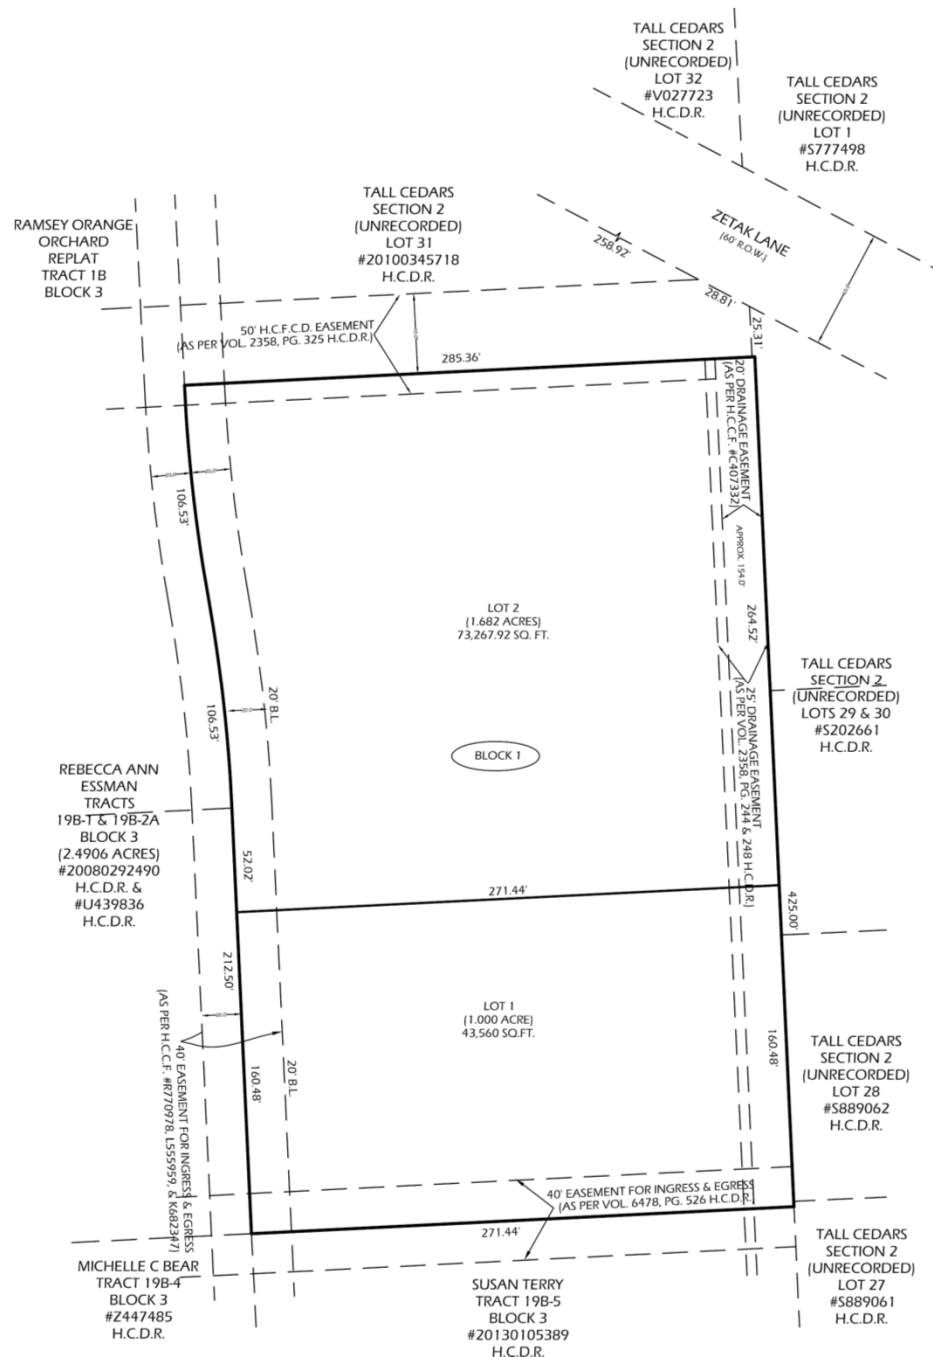 TALL CEDARS
SECTION 2
(UNRECORDED)
LOT 32
#V027723
H.C.D.R.
TALL CEDARS
SECTION 2
(UNRECORDED)
LOT 1
#S777498
H.C.D.R.
RAMSEY ORANGE
ORCHARD
REPLAT
TRACT 1B
BLOCK 3
TALL CEDARS
SECTION 2
(UNRECORDED)
LOT 31
#20100345718
H.C.D.R.
ZETAK LANE
(60' R.O.W.)
258.92'
28.81'
25.31'
50' H.C.F.C.D. EASEMENT
(AS PER VOL. 2358, PG. 325 H.C.D.R.)
285.36'
20' DRAINAGE EASEMENT
(AS PER H.C.C.F. #C407332)
APPROX. 154.0'
106.53'
264.52'
LOT 2
(1.682 ACRES)
73,267.92 SQ. FT.
20' B.L.
106.53'
25' DRAINAGE EASEMENT
(AS PER VOL. 2358, PG. 244 & 248 H.C.D.R.)
TALL CEDARS
SECTION 2
(UNRECORDED)
LOTS 29 & 30
#S202661
H.C.D.R.
BLOCK 1
REBECCA ANN
ESSMAN
TRACTS
19B-1 & 19B-2A
BLOCK 3
(2.4906 ACRES)
#20080292490
H.C.D.R. &
#U439836
H.C.D.R.
52.02'
271.44'
425.00'
212.50'
LOT 1
(1.000 ACRE)
43,560 SQ.FT.
160.48'
20' B.L.
160.48'
40' EASEMENT FOR INGRESS & EGRESS
(AS PER H.C.C.F. #R770978, L555959, & K682347)
TALL CEDARS
SECTION 2
(UNRECORDED)
LOT 28
#S889062
H.C.D.R.
40' EASEMENT FOR INGRESS & EGRESS
(AS PER VOL. 6478, PG. 526 H.C.D.R.)
271.44'
MICHELLE C BEAR
TRACT 19B-4
BLOCK 3
#Z447485
H.C.D.R.
SUSAN TERRY
TRACT 19B-5
BLOCK 3
#20130105389
H.C.D.R.
TALL CEDARS
SECTION 2
(UNRECORDED)
LOT 27
#S889061
H.C.D.R.